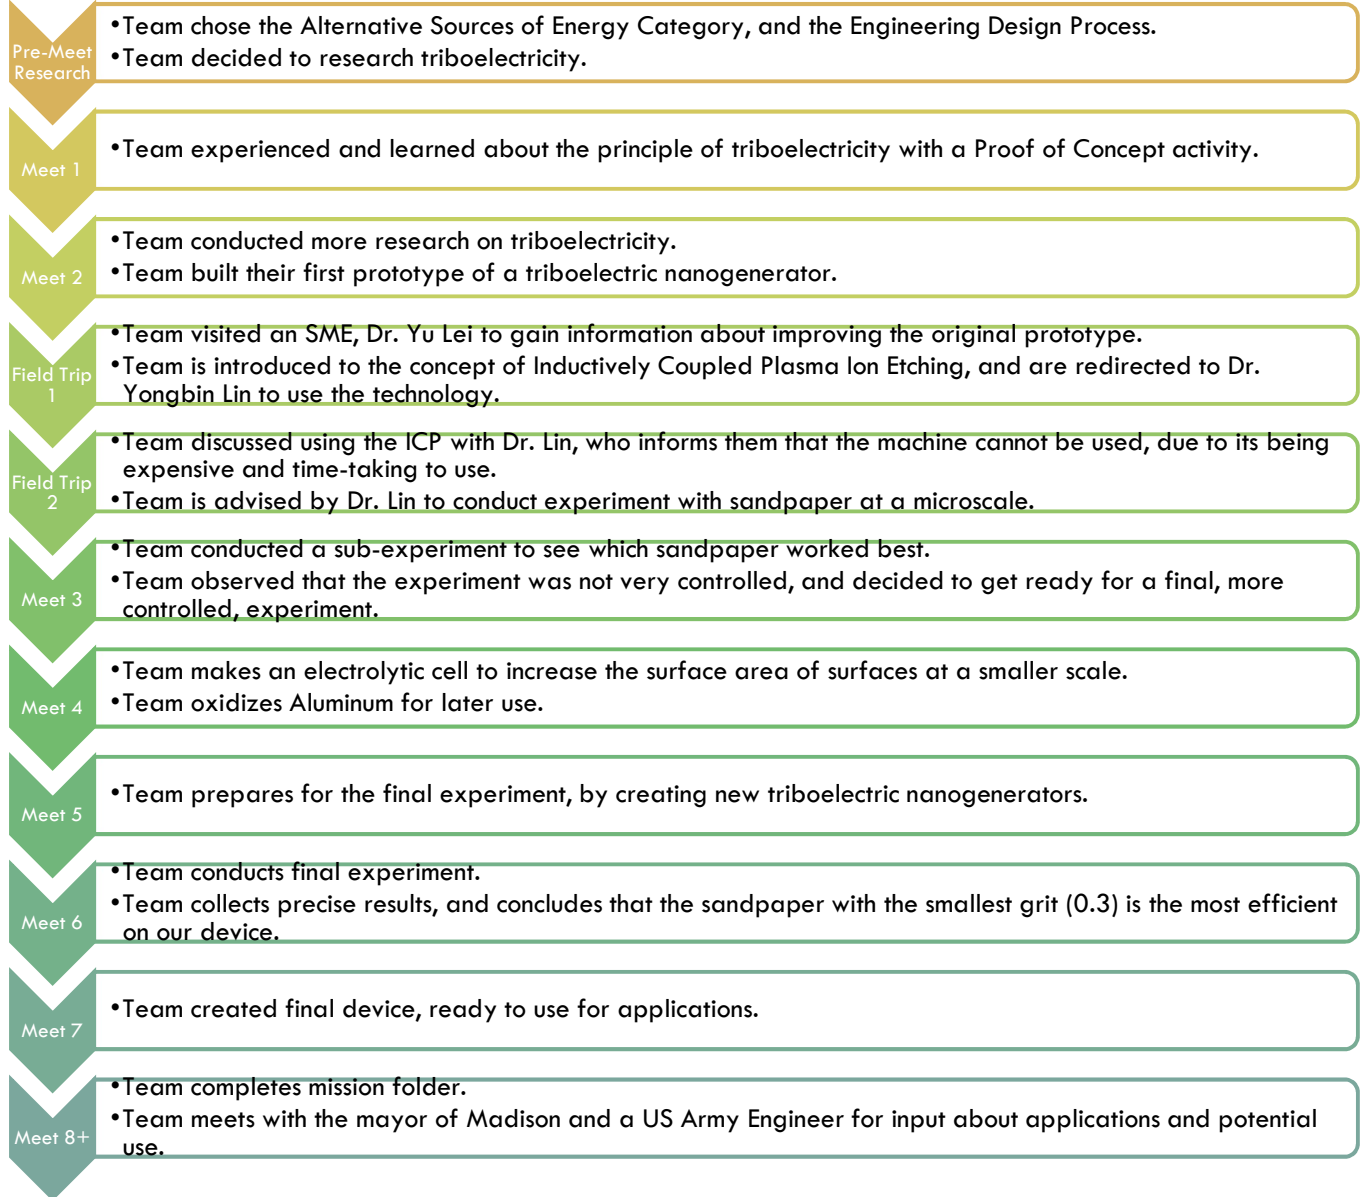 Pre-Meet
Research
•Team chose the Alternative Sources of Energy Category, and the Engineering Design Process.
•Team decided to research triboelectricity.
Meet 1
•Team experienced and learned about the principle of triboelectricity with a Proof of Concept activity.
Meet 2
•Team conducted more research on triboelectricity.
•Team built their first prototype of a triboelectric nanogenerator.
Field Trip
1
•Team visited an SME, Dr. Yu Lei to gain information about improving the original prototype.
•Team is introduced to the concept of Inductively Coupled Plasma Ion Etching, and are redirected to Dr.
Yongbin Lin to use the technology.
Field Trip
2
•Team discussed using the ICP with Dr. Lin, who informs them that the machine cannot be used, due to its being
expensive and time-taking to use.
•Team is advised by Dr. Lin to conduct experiment with sandpaper at a microscale.
Meet 3
•Team conducted a sub-experiment to see which sandpaper worked best.
•Team observed that the experiment was not very controlled, and decided to get ready for a final, more
controlled, experiment.
Meet 4
•Team makes an electrolytic cell to increase the surface area of surfaces at a smaller scale.
•Team oxidizes Aluminum for later use.
Meet 5
•Team prepares for the final experiment, by creating new triboelectric nanogenerators.
Meet 6
•Team conducts final experiment.
•Team collects precise results, and concludes that the sandpaper with the smallest grit (0.3) is the most efficient
on our device.
Meet 7
•Team created final device, ready to use for applications.
Meet 8+
•Team completes mission folder.
•Team meets with the mayor of Madison and a US Army Engineer for input about applications and potential
use.